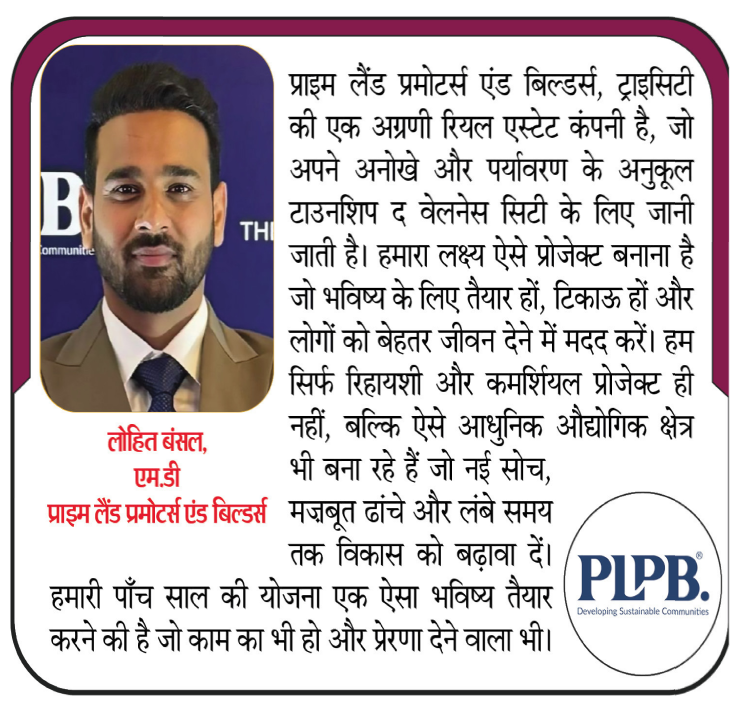 प्राइम लैंड प्रमोटर्स एंड बिल्डर्स, ट्राइसिटी
की एक अग्रणी रियल एस्टेट कंपनी है, जो
अपने अनोखे और पर्यावरण के अनुकूल
टाउनशिप द वेलनेस सिटी के लिए जानी
जाती है। हमारा लक्ष्य ऐसे प्रोजेक्ट बनाना है
जो भविष्य के लिए तैयार हों, टिकाऊ हों और
लोगों को बेहतर जीवन देने में मदद करें। हम
सिर्फ रिहायशी और कमर्शियल प्रोजेक्ट ही
नहीं, बल्कि ऐसे आधुनिक औद्योगिक क्षेत्र
भी बना रहे हैं जो नई सोच,
मज़बूत ढांचे और लंबे समय
तक विकास को बढ़ावा दें।
हमारी पाँच साल की योजना एक ऐसा भविष्य तैयार
करने की है जो काम का भी हो और प्रेरणा देने वाला भी।
B.
Communitie
THE
लोहित बंसल,
एम.डी
प्राइम लैंड प्रमोटर्स एंड बिल्डर्स
PLPB.®
Developing Sustainable Communities